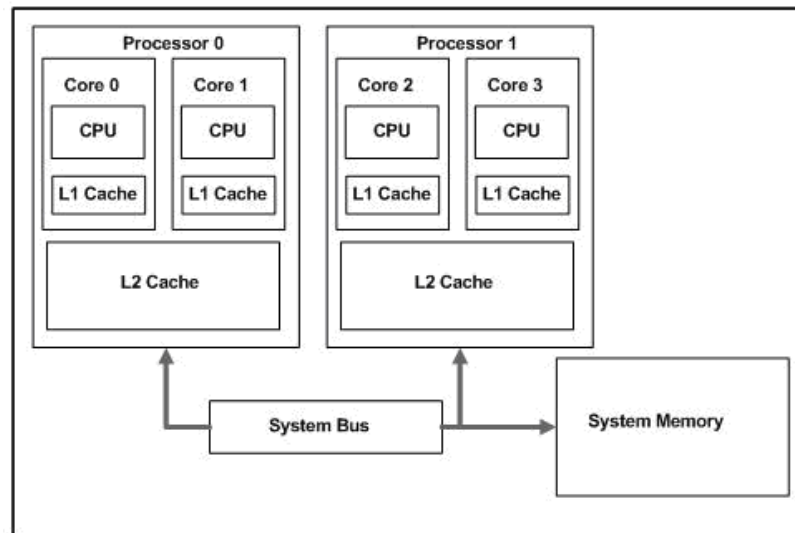 Processor 0
Core 0
CPU
L1 Cache
Core 1
CPU
L1 Cache
L2 Cache
Processor 1
Core 2
CPU
L1 Cache
Core 3
CPU
L1 Cache
L2 Cache
System Bus
System Memory